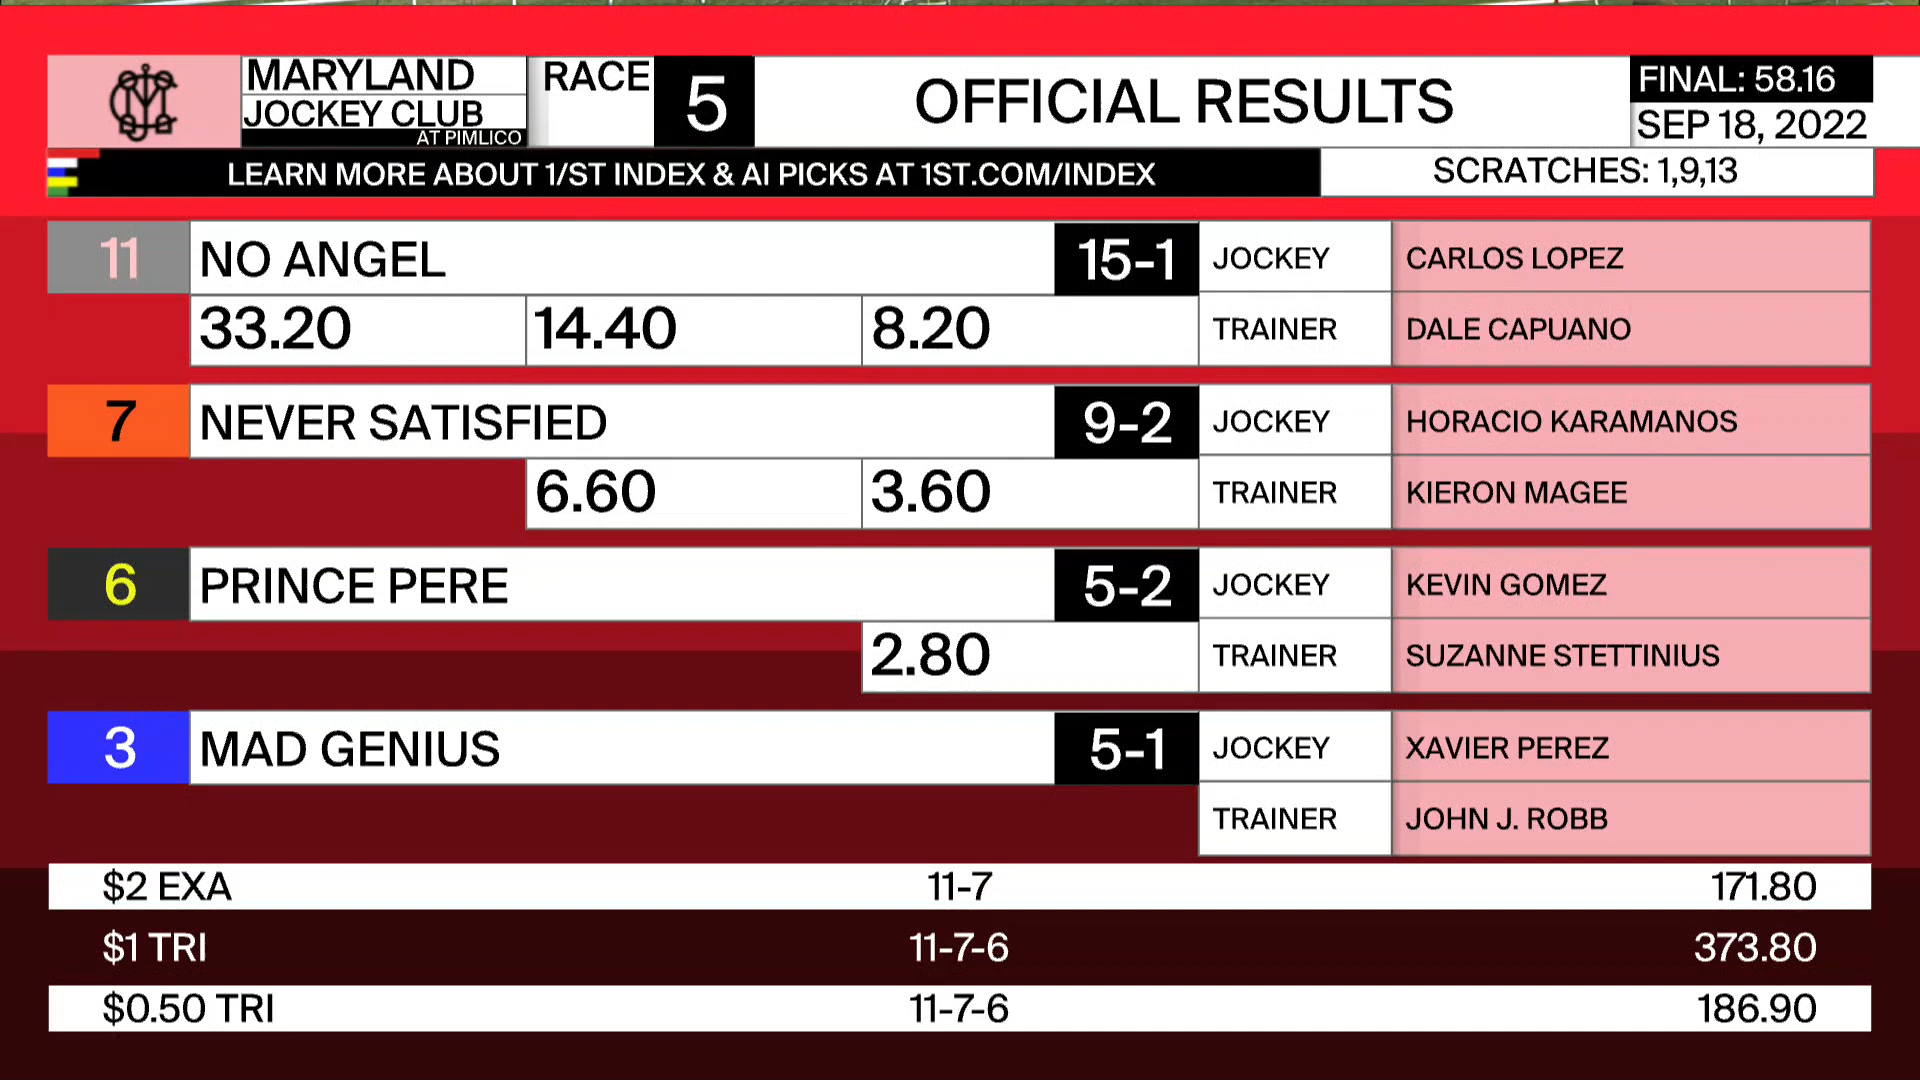 MARYLAND
JOCKEY CLUB
AT PIMLICO
RACE 5
OFFICIAL RESULTS
FINAL: 58.16
SEP 18, 2022
LEARN MORE ABOUT 1/ST INDEX & AI PICKS AT 1ST.COM/INDEX
SCRATCHES: 1,9,13
11 NO ANGEL 15-1 JOCKEY CARLOS LOPEZ
33.20 14.40 8.20 TRAINER DALE CAPUANO
7 NEVER SATISFIED 9-2 JOCKEY HORACIO KARAMANOS
6.60 3.60 TRAINER KIERON MAGEE
6 PRINCE PERE 5-2 JOCKEY KEVIN GOMEZ
2.80 TRAINER SUZANNE STETTINIUS
3 MAD GENIUS 5-1 JOCKEY XAVIER PEREZ
TRAINER JOHN J. ROBB
$2 EXA 11-7 171.80
$1 TRI 11-7-6 373.80
$0.50 TRI 11-7-6 186.90